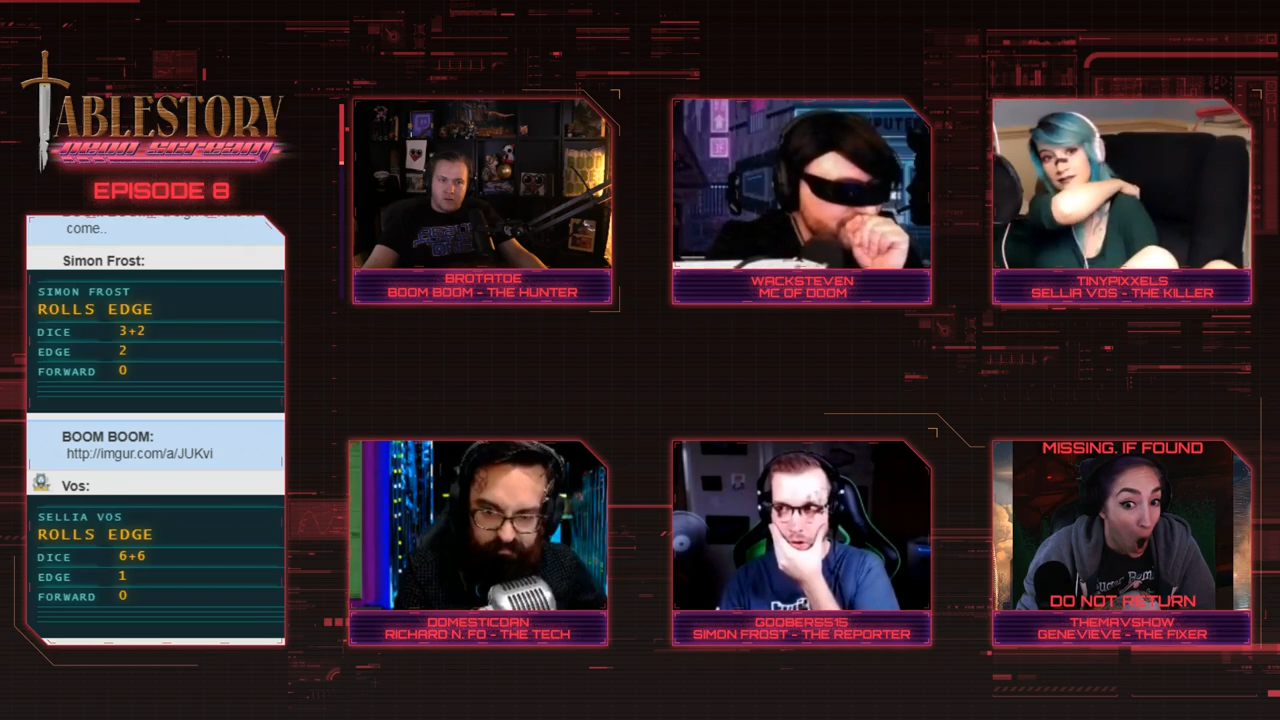 TABLESTORY
neon scream
EPISODE 8
come..
Simon Frost:
SIMON FROST
ROLLS EDGE
DICE 3+2
EDGE 2
FORWARD 0
BOOM BOOM:
http://imgur.com/a/JUKvi
Vos:
SELLIA VOS
ROLLS EDGE
DICE 6+6
EDGE 1
FORWARD 0
BROTATOE
BOOM BOOM - THE HUNTER
WACKSTEVEN
MC OF DOOM
TINYPIXXELS
SELLIA VOS - THE KILLER
DOMESTICDAN
RICHARD N. FO - THE TECH
GOOBERS515
SIMON FROST - THE REPORTER
MISSING. IF FOUND
DO NOT RETURN
THEMAVSHOW
GENEVIEVE - THE FIXER